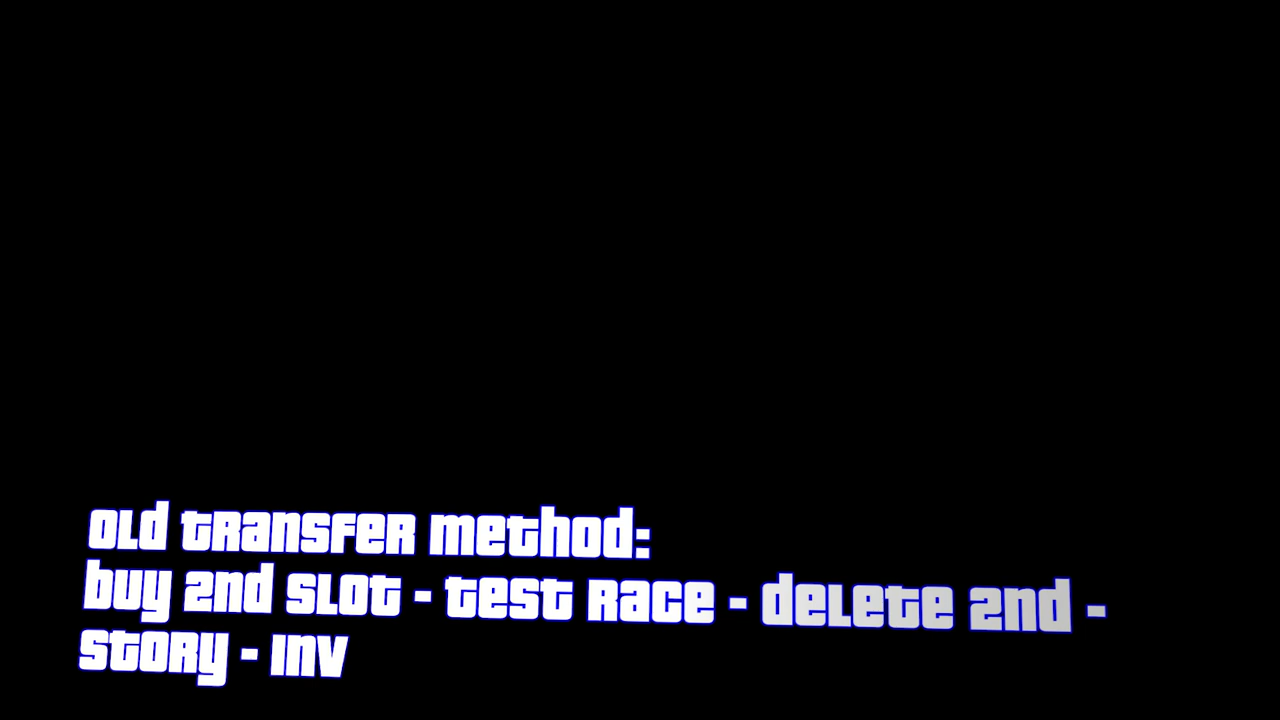 Old transfer method:
buy 2nd slot - test race - delete 2nd -
story - inv